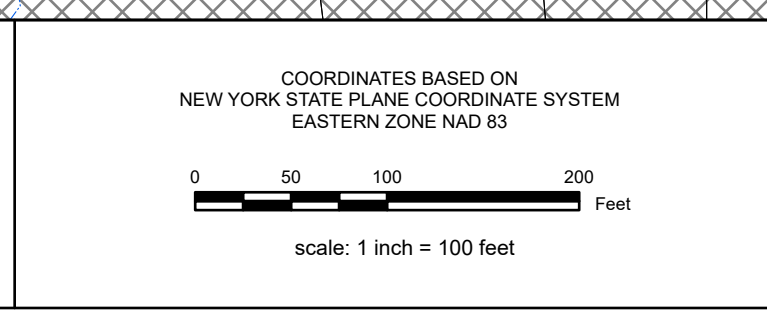 COORDINATES BASED ON
NEW YORK STATE PLANE COORDINATE SYSTEM
EASTERN ZONE NAD 83
0 50 100 200
Feet
scale: 1 inch = 100 feet